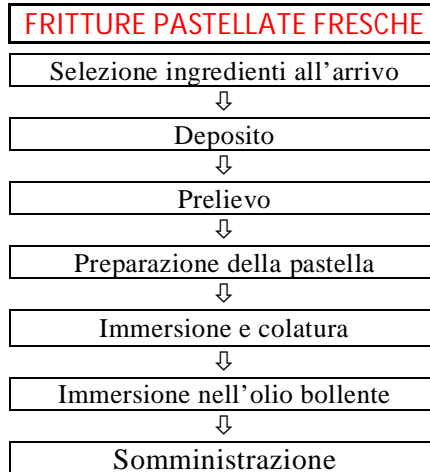 FRITTURE PASTELLATE FRESCHE
Selezione ingredienti all'arrivo
⇩
Deposito
⇩
Prelievo
⇩
Preparazione della pastella
⇩
Immersione e colatura
⇩
Immersione nell'olio bollente
⇩
Somministrazione